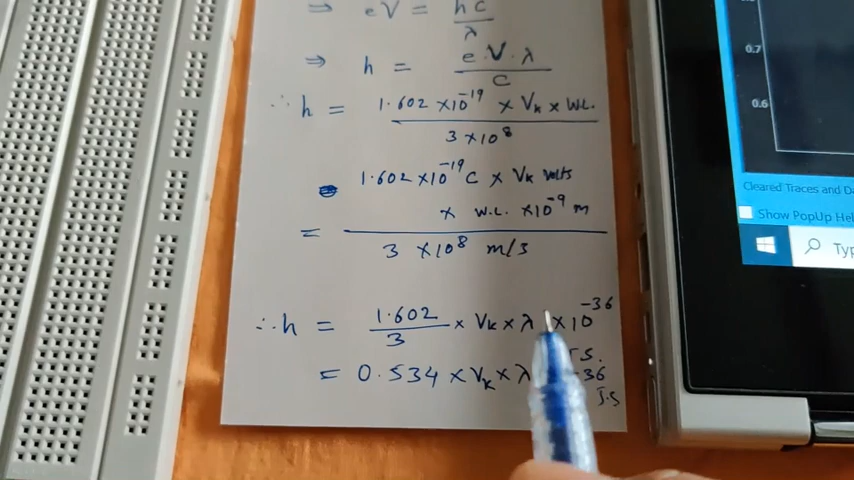 ⇒ eV = hc/λ
⇒ h = e.V.λ/C
∴ h = 1.602 ×10⁻¹⁹ × Vₖ × W.L.
3 ×10⁸
1.602 ×10⁻¹⁹ C × Vₖ volts
× W.L. ×10⁻⁹ m
=
3 ×10⁸ m/s
∴ h = 1.602/3 × Vₖ × λ ×10⁻³⁶
J.S.
= 0.534 × Vₖ × λ -36
J.S
0.7
0.6
Cleared Traces and Da
Show PopUp Hel
Typ